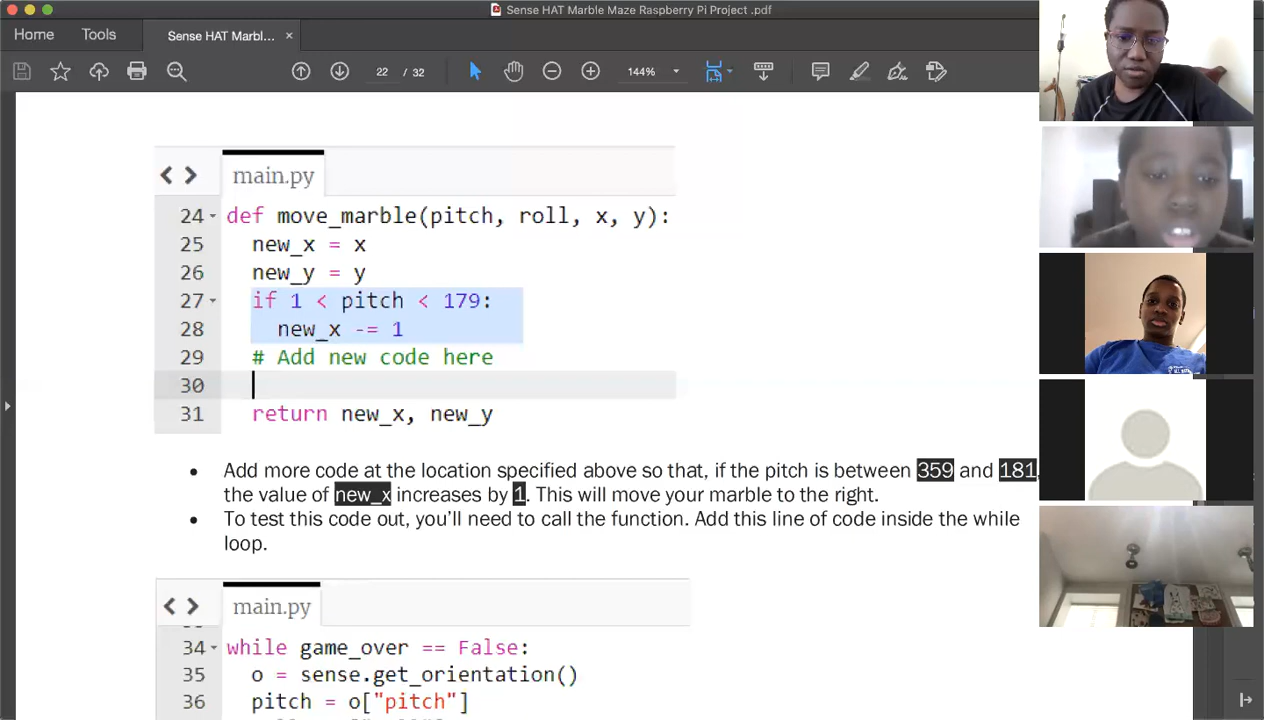 Sense HAT Marble Maze Raspberry Pi Project .pdf
Home Tools Sense HAT Marbl... ×
22 / 32 144%
main.py
24 def move_marble(pitch, roll, x, y):
25 new_x = x
26 new_y = y
27 if 1 < pitch < 179:
28 new_x -= 1
29 # Add new code here
30
31 return new_x, new_y
• Add more code at the location specified above so that, if the pitch is between 359 and 181,
the value of new_x increases by 1. This will move your marble to the right.
• To test this code out, you'll need to call the function. Add this line of code inside the while
loop.
main.py
34 while game_over == False:
35 o = sense.get_orientation()
36 pitch = o["pitch"]